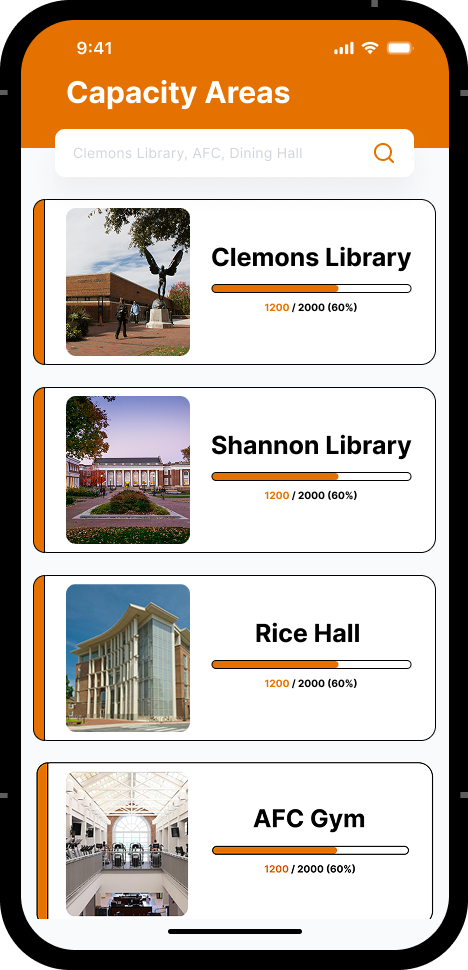 9:41
Capacity Areas
Clemons Library, AFC, Dining Hall
Clemons Library
1200 / 2000 (60%)
Shannon Library
1200 / 2000 (60%)
Rice Hall
1200 / 2000 (60%)
AFC Gym
1200 / 2000 (60%)